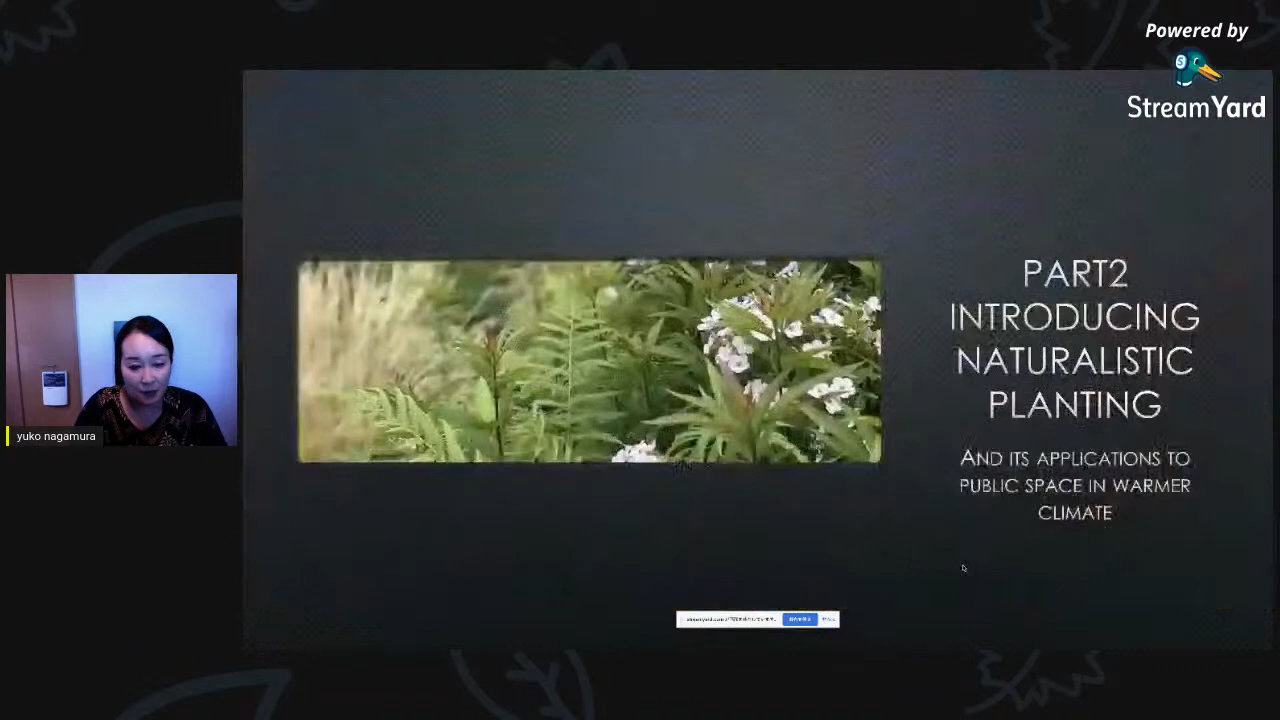 Powered by
StreamYard
PART2
INTRODUCING
NATURALISTIC
PLANTING
AND ITS APPLICATIONS TO
PUBLIC SPACE IN WARMER
CLIMATE
yuko nagamura